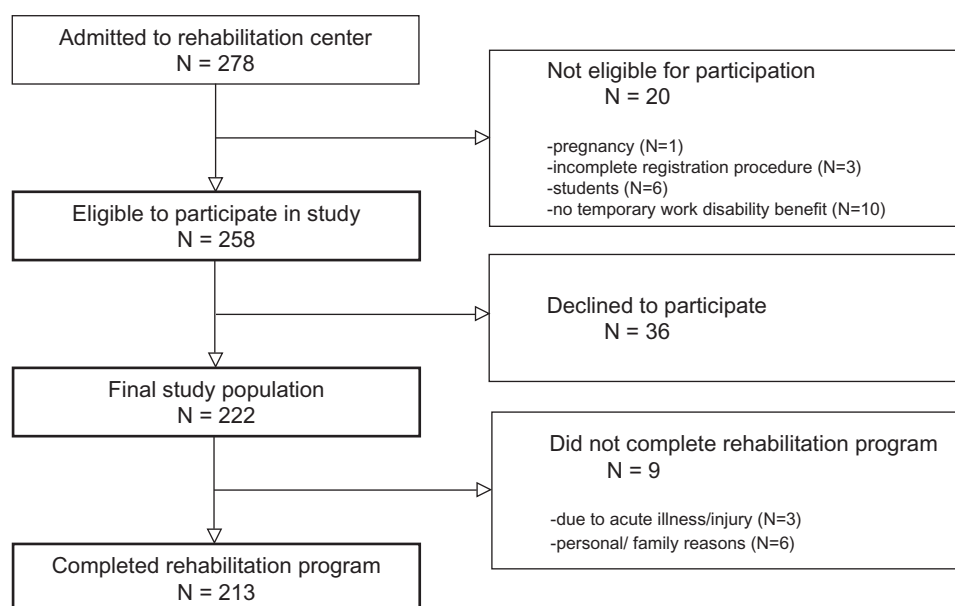 Admitted to rehabilitation center
N = 278
Not eligible for participation
N = 20
-pregnancy (N=1)
-incomplete registration procedure (N=3)
-students (N=6)
-no temporary work disability benefit (N=10)
Eligible to participate in study
N = 258
Declined to participate
N = 36
Final study population
N = 222
Did not complete rehabilitation program
N = 9
-due to acute illness/injury (N=3)
-personal/ family reasons (N=6)
Completed rehabilitation program
N = 213